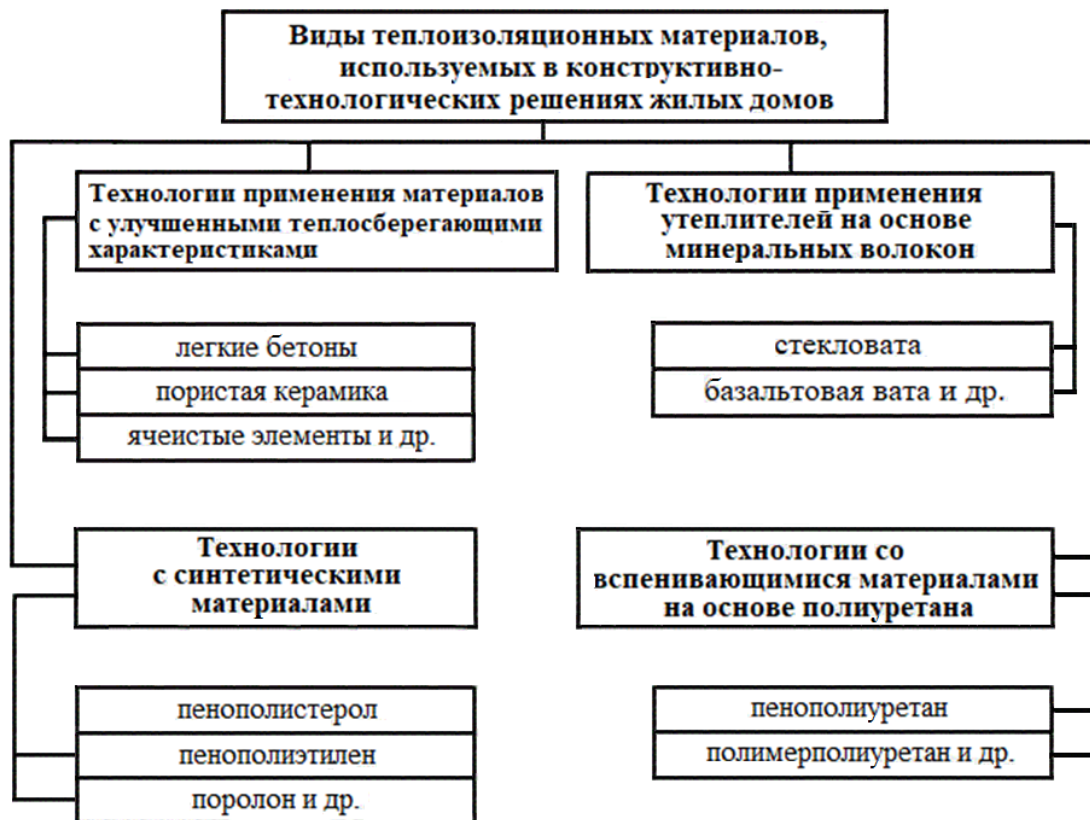 Виды теплоизоляционных материалов,
используемых в конструктивно-
технологических решениях жилых домов
Технологии применения материалов
с улучшенными теплосберегающими
характеристиками
Технологии применения
утеплителей на основе
минеральных волокон
легкие бетоны
пористая керамика
ячеистые элементы и др.
стекловата
базальтовая вата и др.
Технологии
с синтетическими
материалами
Технологии со
вспенивающимися материалами
на основе полиуретана
пенополистерол
пенополиэтилен
поролон и др.
пенополиуретан
полимерполиуретан и др.